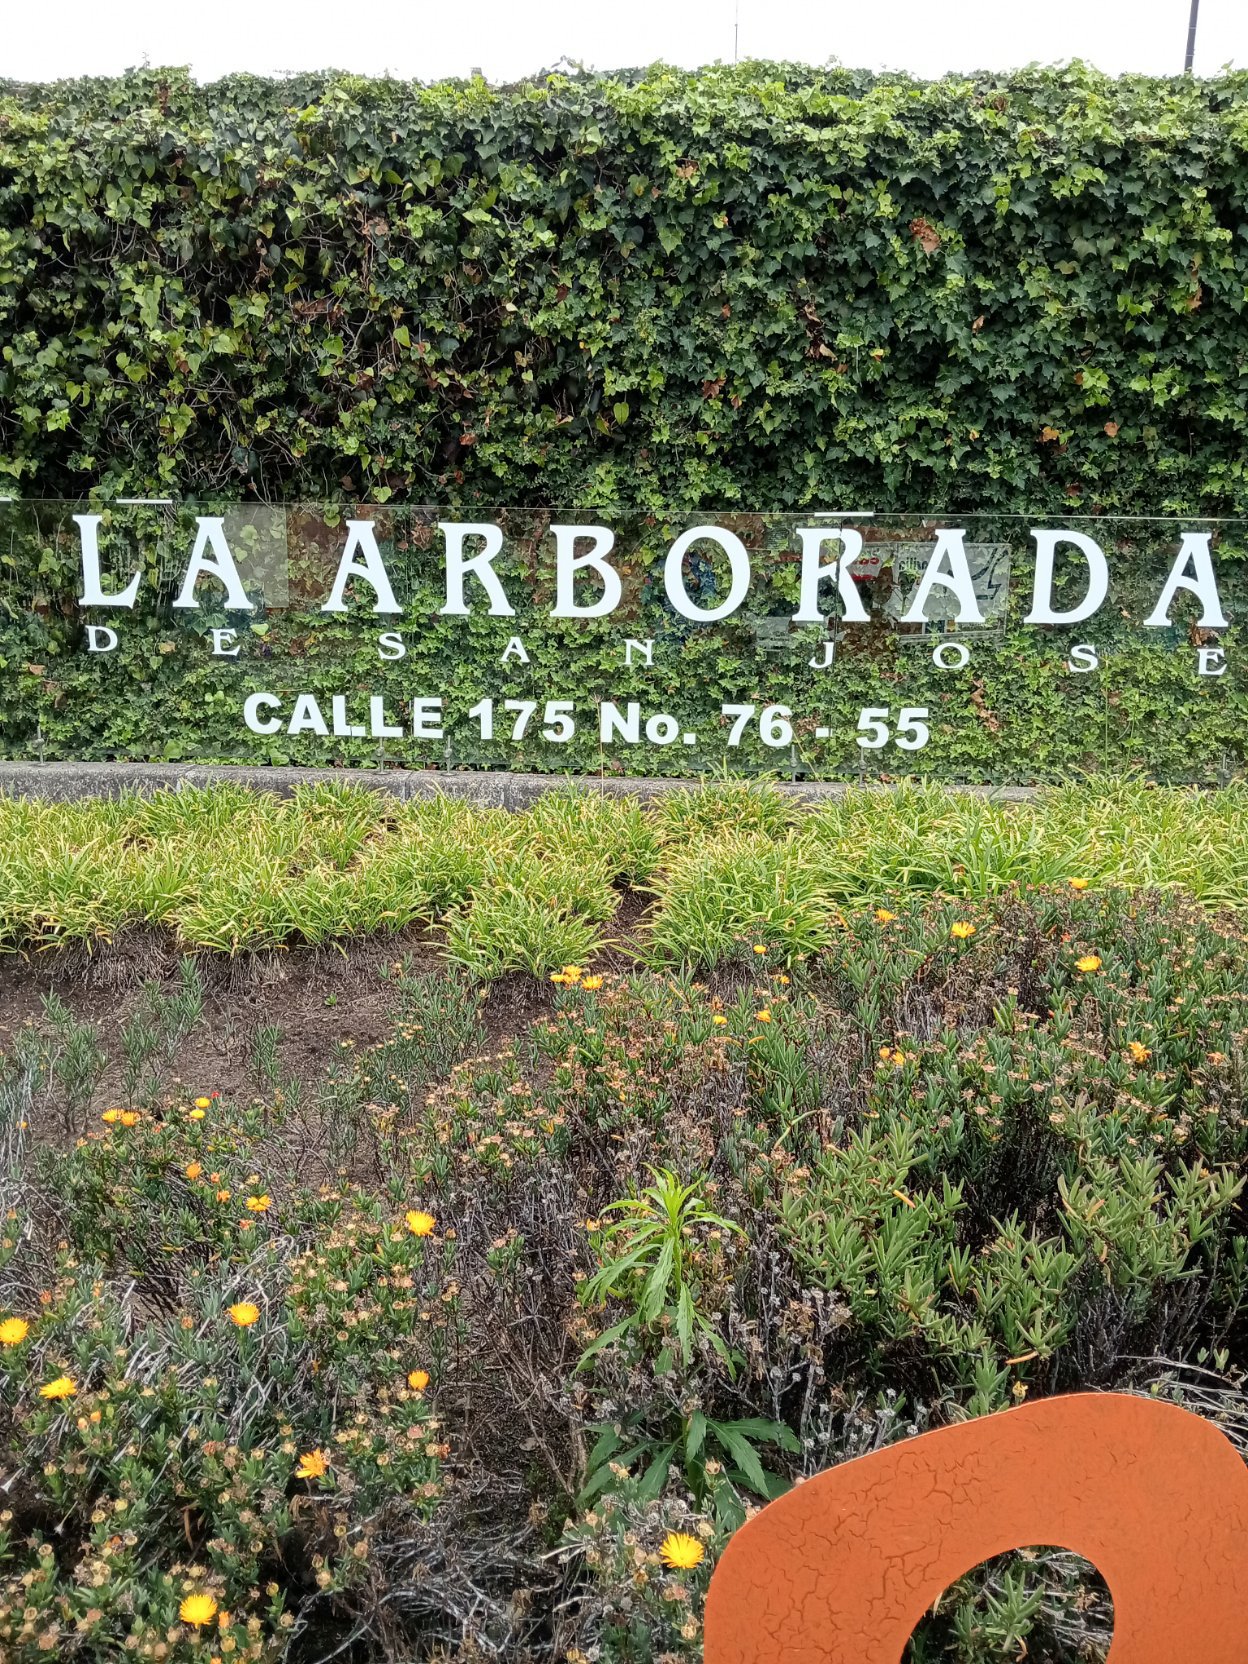 LA ARBORADA
DE SAN JOSE
CALLE 175 No. 76 - 55